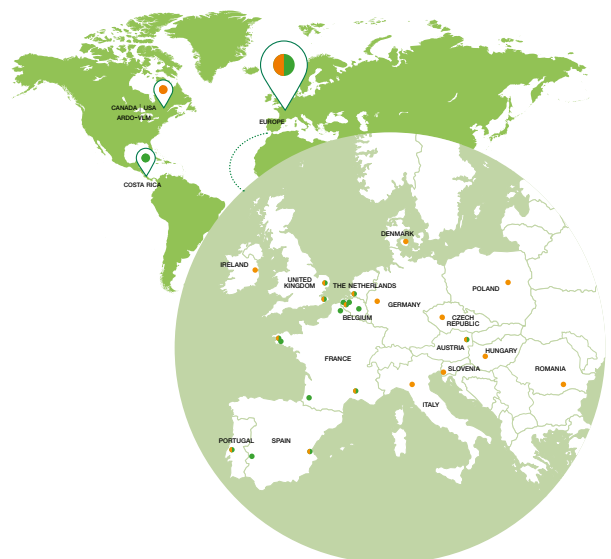 CANADA | USA
ARDO-VLM
EUROPE
COSTA RICA
DENMARK
IRELAND
UNITED
KINGDOM
THE NETHERLANDS
POLAND
GERMANY
BELGIUM
CZECH
REPUBLIC
AUSTRIA
HUNGARY
FRANCE
SLOVENIA
ROMANIA
ITALY
PORTUGAL
SPAIN